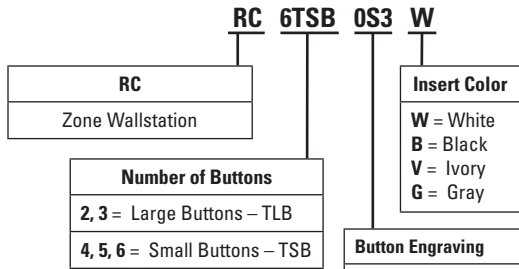 RC 6TSB 0S3 W
RC
Zone Wallstation
Number of Buttons
2, 3 = Large Buttons – TLB
4, 5, 6 = Small Buttons – TSB
Insert Color
W = White
B = Black
V = Ivory
G = Gray
Button Engraving